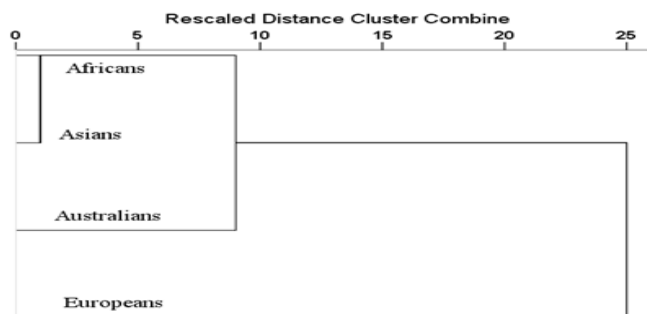 Rescaled Distance Cluster Combine
0 5 10 15 20 25
Africans
Asians
Australians
Europeans